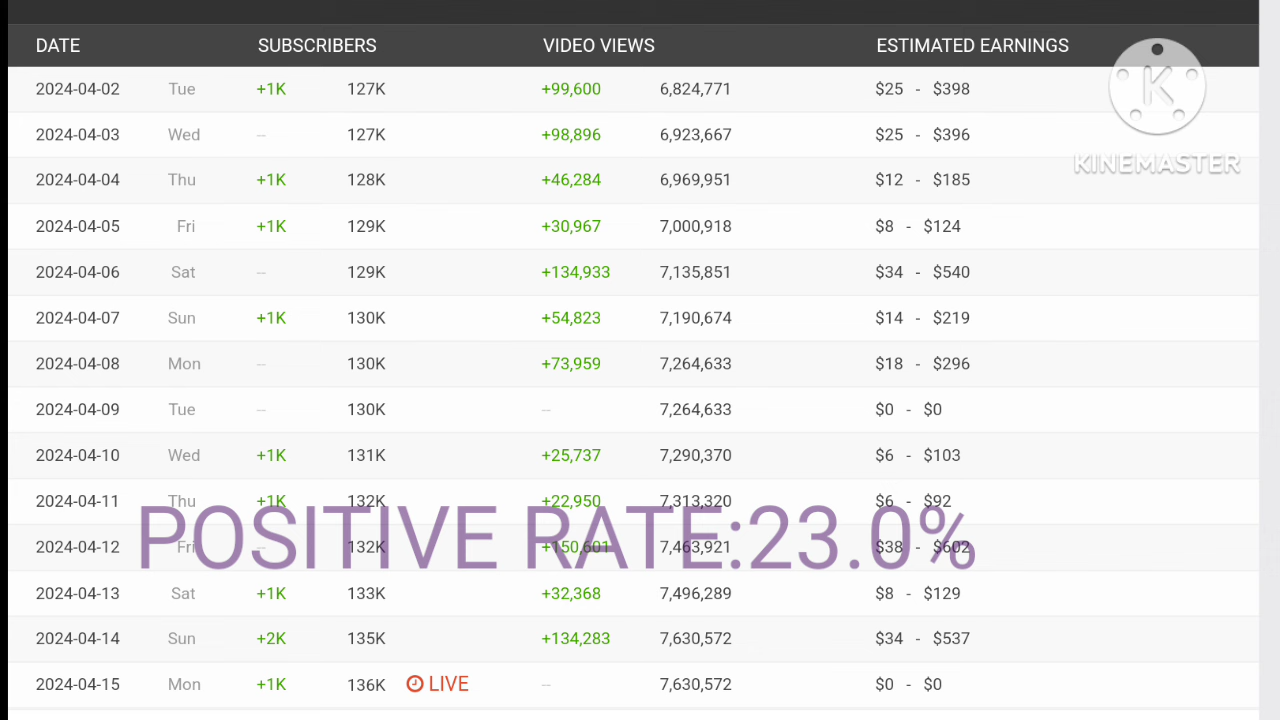 DATE SUBSCRIBERS VIDEO VIEWS ESTIMATED EARNINGS
2024-04-02 Tue +1K 127K +99,600 6,824,771 $25 - $398
K
2024-04-03 Wed -- 127K +98,896 6,923,667 $25 - $396
KINEMASTER
2024-04-04 Thu +1K 128K +46,284 6,969,951 $12 - $185
2024-04-05 Fri +1K 129K +30,967 7,000,918 $8 - $124
2024-04-06 Sat -- 129K +134,933 7,135,851 $34 - $540
2024-04-07 Sun +1K 130K +54,823 7,190,674 $14 - $219
2024-04-08 Mon -- 130K +73,959 7,264,633 $18 - $296
2024-04-09 Tue -- 130K -- 7,264,633 $0 - $0
2024-04-10 Wed +1K 131K +25,737 7,290,370 $6 - $103
2024-04-11 Thu +1K 132K +22,950 7,313,320 $6 - $92
POSITIVE RATE:23.0%
2024-04-12 Fri -- 132K +150,601 7,463,921 $38 - $602
2024-04-13 Sat +1K 133K +32,368 7,496,289 $8 - $129
2024-04-14 Sun +2K 135K +134,283 7,630,572 $34 - $537
2024-04-15 Mon +1K 136K LIVE -- 7,630,572 $0 - $0